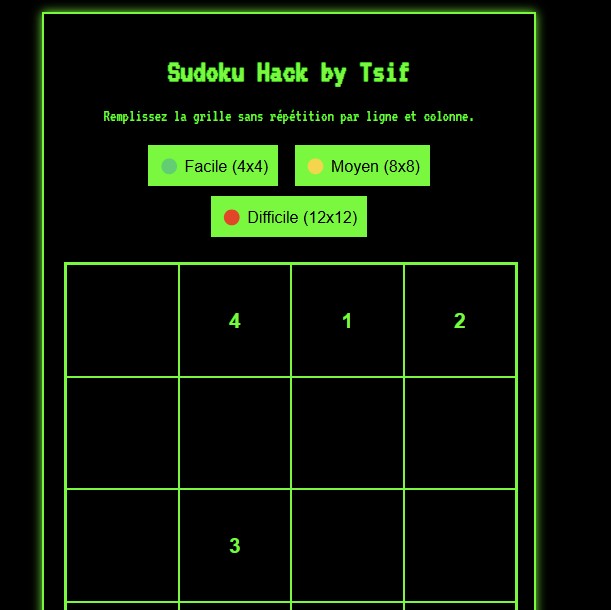 Sudoku Hack by Tsif
Remplissez la grille sans répétition par ligne et colonne.
Facile (4x4) Moyen (8x8)
Difficile (12x12)
4 1 2
3